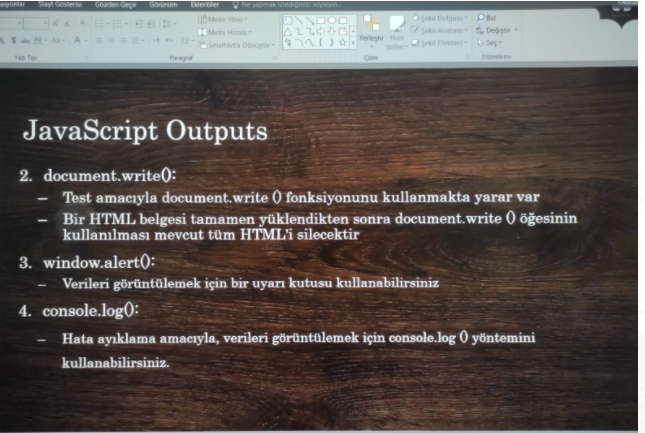 Slayt Gösterisi Gözden Geçir Görünüm Eklentiler Ne yapmak istediğinizi söyleyin...
Metin Yönü
Metni Hizala
SmartArt'a Dönüştür
Yerleştir Hızlı Stiller
Şekil Dolgusu
Şekil Anahattı
Şekil Efektleri
Bul
Değiştir
Seç
Yazı Tipi Paragraf Çizim Düzenleme
JavaScript Outputs
2. document.write():
– Test amacıyla document.write () fonksiyonunu kullanmakta yarar var
– Bir HTML belgesi tamamen yüklendikten sonra document.write () öğesinin
kullanılması mevcut tüm HTML'i silecektir
3. window.alert():
– Verileri görüntülemek için bir uyarı kutusu kullanabilirsiniz
4. console.log():
– Hata ayıklama amacıyla, verileri görüntülemek için console.log () yöntemini
kullanabilirsiniz.